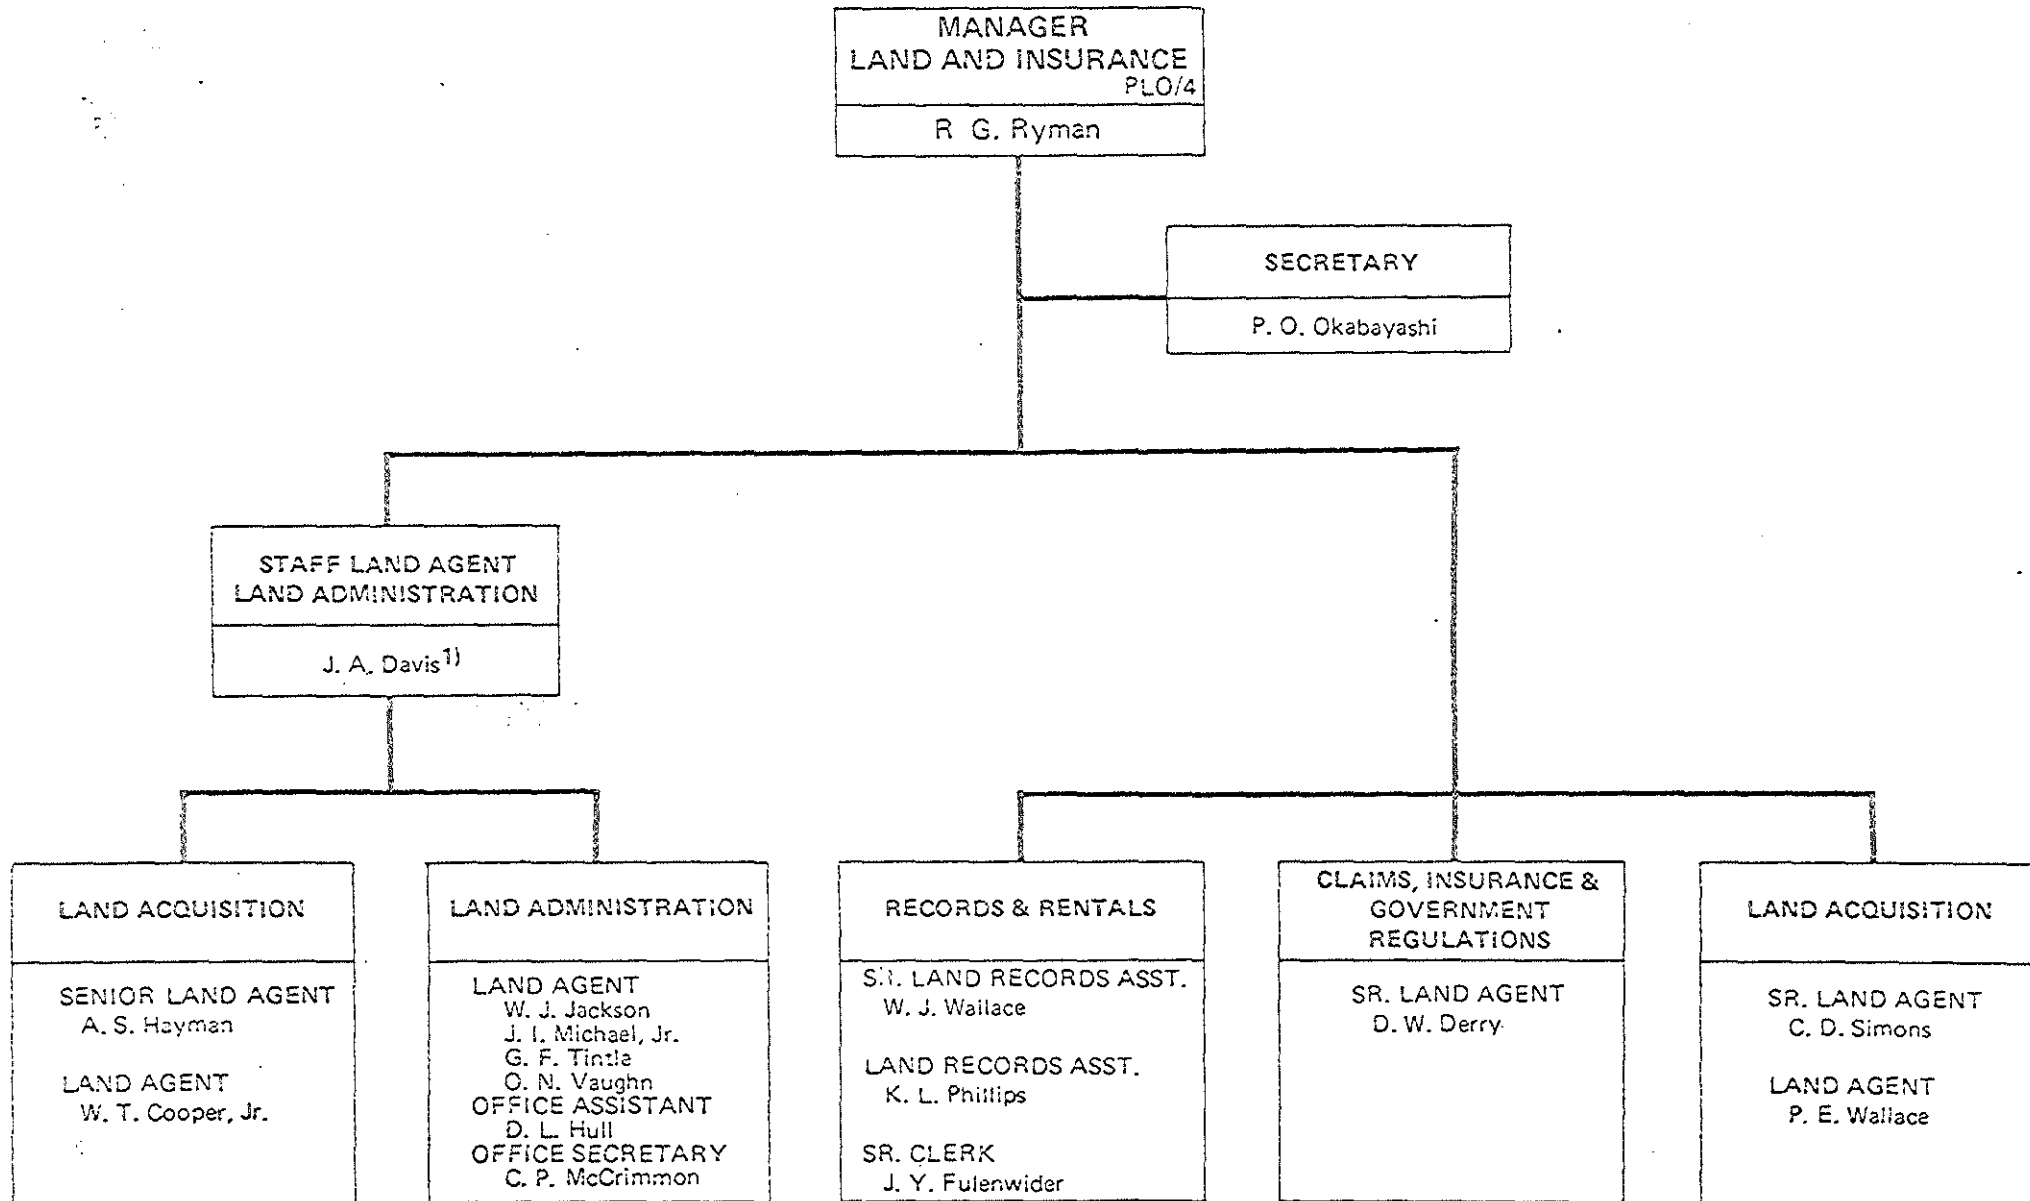 MANAGER
LAND AND INSURANCE
PLO/4
R G. Ryman
SECRETARY
P. O. Okabayashi
STAFF LAND AGENT
LAND ADMINISTRATION
J. A. Davis1)
LAND ACQUISITION
SENIOR LAND AGENT
A. S. Hayman
LAND AGENT
W. T. Cooper, Jr.
LAND ADMINISTRATION
LAND AGENT
W. J. Jackson
J. I. Michael, Jr.
G. F. Tintle
O. N. Vaughn
OFFICE ASSISTANT
D. L. Hull
OFFICE SECRETARY
C. P. McCrimmon
RECORDS & RENTALS
SR. LAND RECORDS ASST.
W. J. Wallace
LAND RECORDS ASST.
K. L. Phillips
SR. CLERK
J. Y. Fulenwider
CLAIMS, INSURANCE &
GOVERNMENT
REGULATIONS
SR. LAND AGENT
D. W. Derry
LAND ACQUISITION
SR. LAND AGENT
C. D. Simons
LAND AGENT
P. E. Wallace